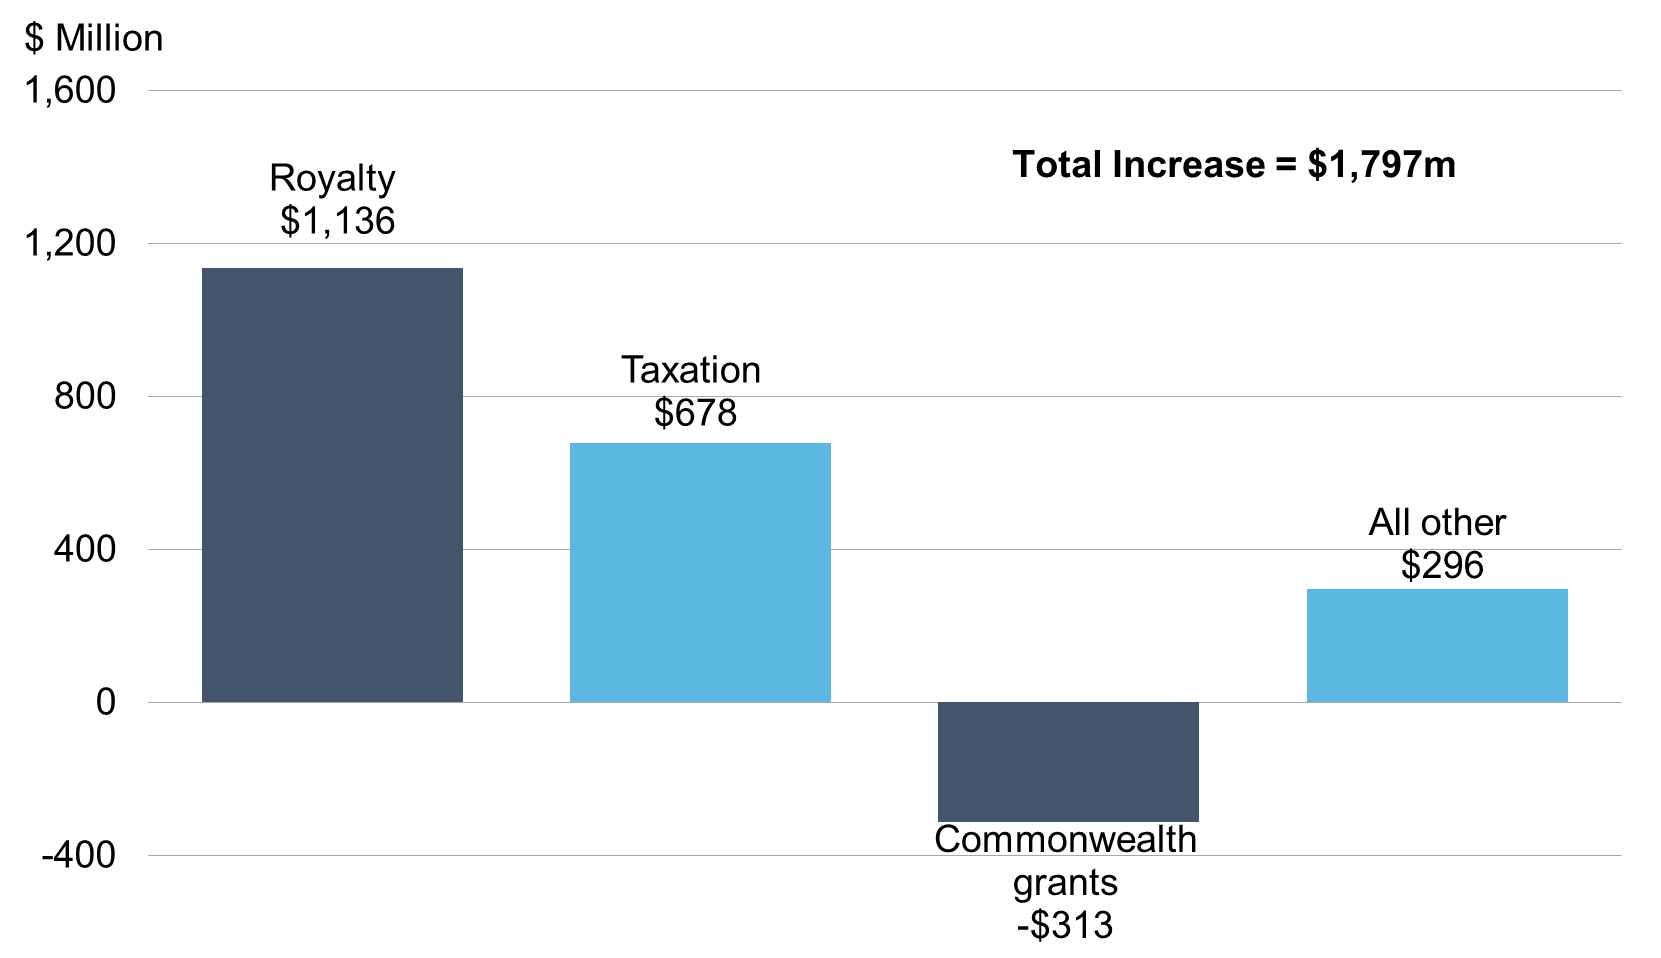 $ Million
1,600
Total Increase = $1,797m
Royalty
$1,136
1,200
Taxation
800
$678
All other
400
$296
0
Commonwealth
-400
grants
-$313